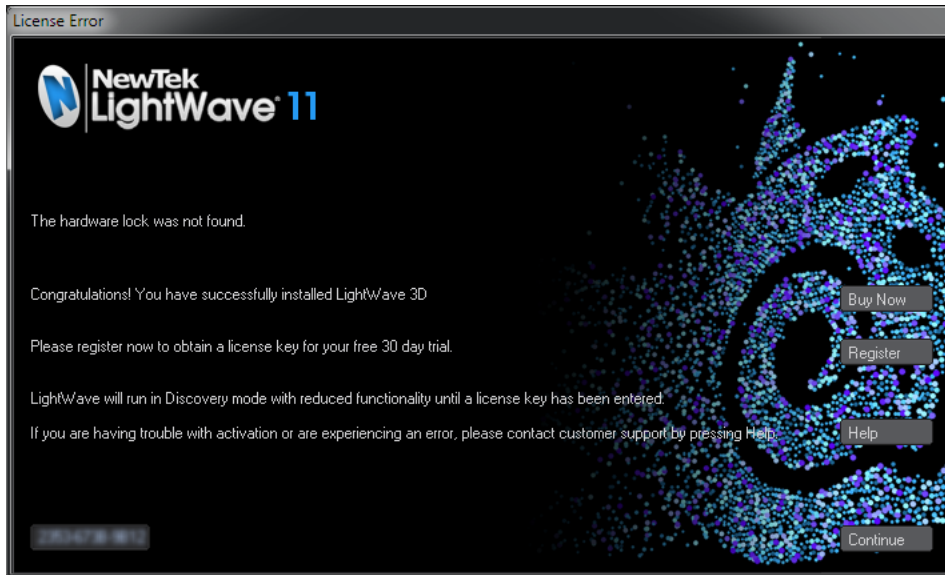 License Error
NewTek
LightWave® 11
The hardware lock was not found.
Congratulations! You have successfully installed LightWave 3D
Buy Now
Please register now to obtain a license key for your free 30 day trial.
Register
LightWave will run in Discovery mode with reduced functionality until a license key has been entered.
If you are having trouble with activation or are experiencing an error, please contact customer support by pressing Help.
Help
Continue